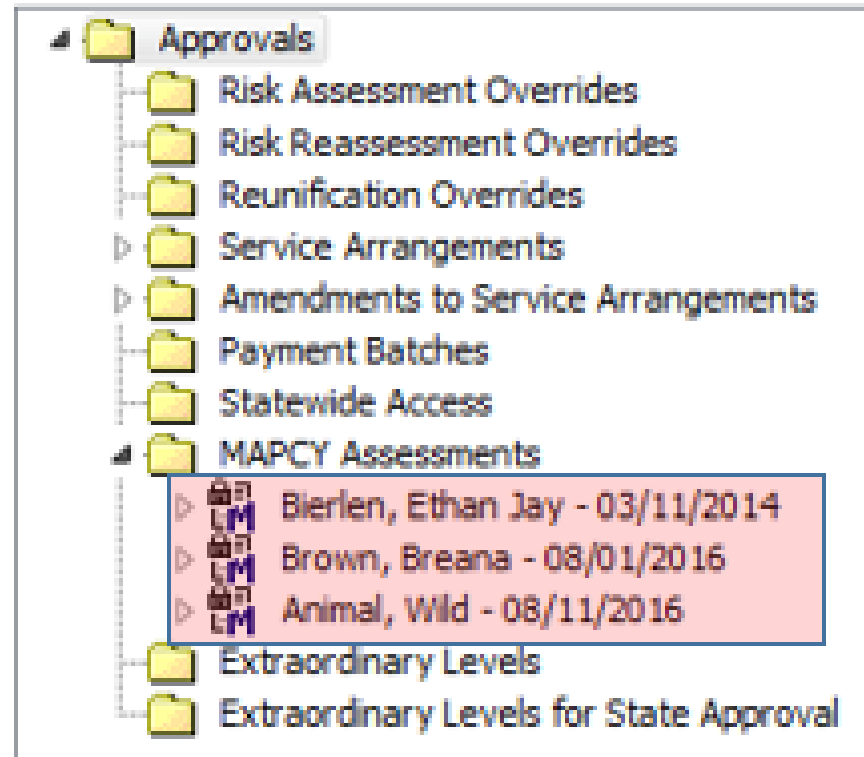 Approvals
Risk Assessment Overrides
Risk Reassessment Overrides
Reunification Overrides
Service Arrangements
Amendments to Service Arrangements
Payment Batches
Statewide Access
MAPCY Assessments
Bierlen, Ethan Jay - 03/11/2014
Brown, Breana - 08/01/2016
Animal, Wild - 08/11/2016
Extraordinary Levels
Extraordinary Levels for State Approval